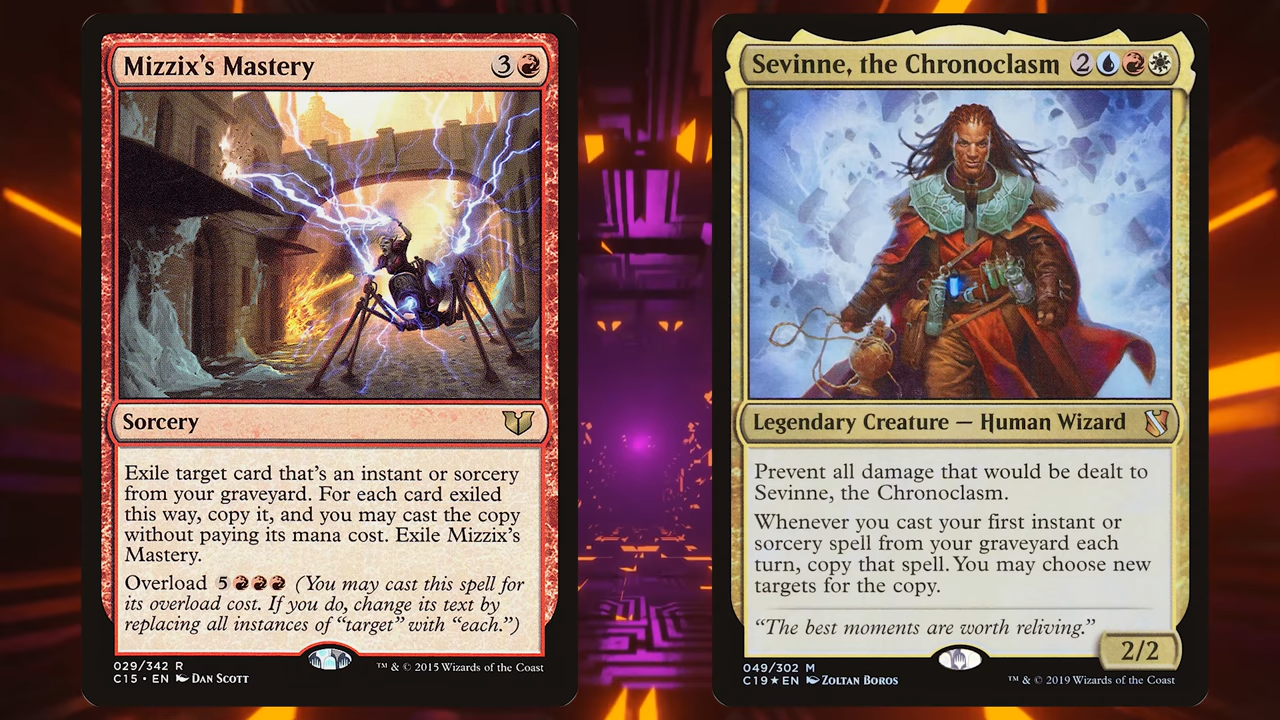 Mizzix's Mastery 3
Sorcery
Exile target card that's an instant or sorcery
from your graveyard. For each card exiled
this way, copy it, and you may cast the copy
without paying its mana cost. Exile Mizzix's
Mastery.
Overload 5 (You may cast this spell for
its overload cost. If you do, change its text by
replacing all instances of "target" with "each.")
029/342 R
C15 • EN Dan Scott
™ & © 2015 Wizards of the Coast
Sevinne, the Chronoclasm 2
Legendary Creature — Human Wizard
Prevent all damage that would be dealt to
Sevinne, the Chronoclasm.
Whenever you cast your first instant or
sorcery spell from your graveyard each
turn, copy that spell. You may choose new
targets for the copy.
"The best moments are worth reliving."
2/2
049/302 M
C19★EN Zoltan Boros
™ & © 2019 Wizards of the Coast